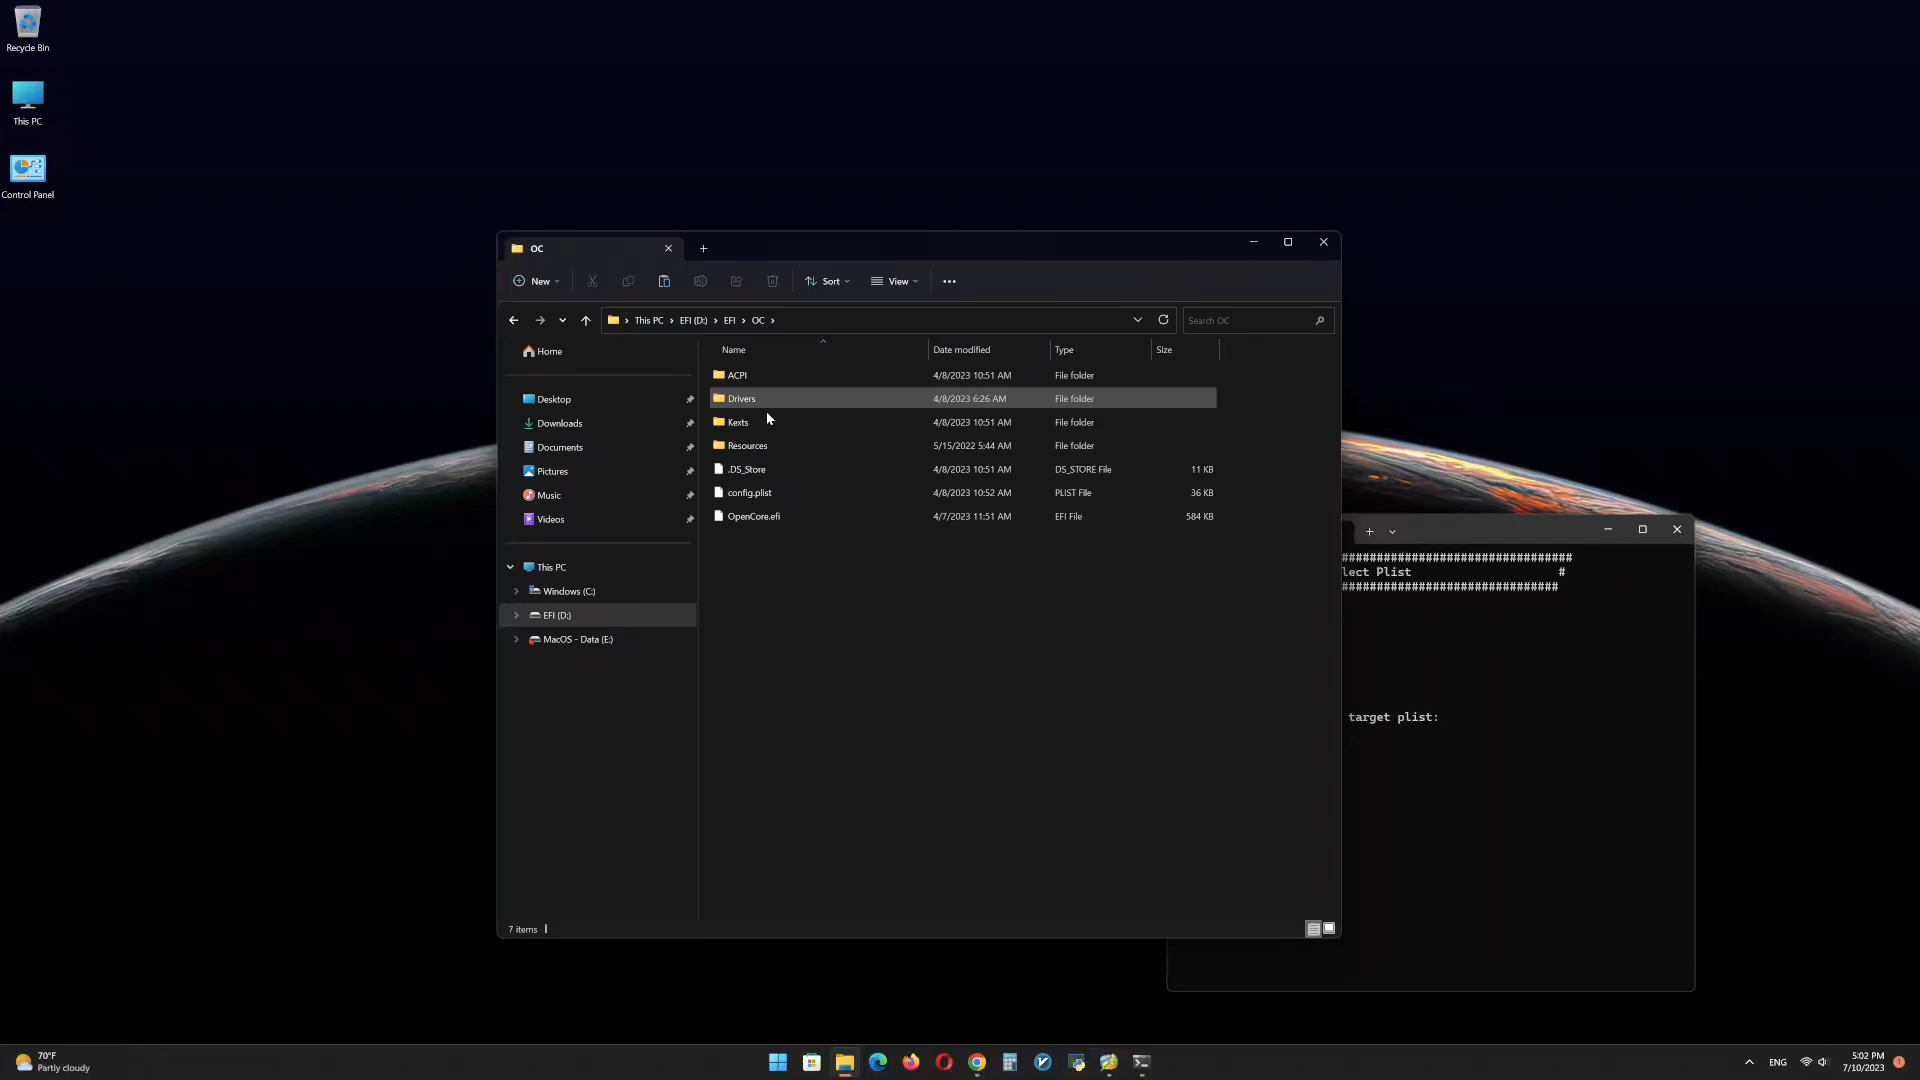 Recycle Bin
This PC
Control Panel
OC
New
Sort
View
This PC
EFI (D:)
EFI
OC
Search OC
Home
Desktop
Downloads
Documents
Pictures
Music
Videos
This PC
Windows (C:)
EFI (D:)
MacOS - Data (E:)
Name Date modified Type Size
ACPI 4/8/2023 10:51 AM File folder
Drivers 4/8/2023 6:26 AM File folder
Kexts 4/8/2023 10:51 AM File folder
Resources 5/15/2022 5:44 AM File folder
.DS_Store 4/8/2023 10:51 AM DS_STORE File 11 KB
config.plist 4/8/2023 10:52 AM PLIST File 36 KB
OpenCore.efi 4/7/2023 11:51 AM EFI File 584 KB
7 items
lect Plist #
target plist:
70°F
Partly cloudy
ENG
5:02 PM
7/10/2023